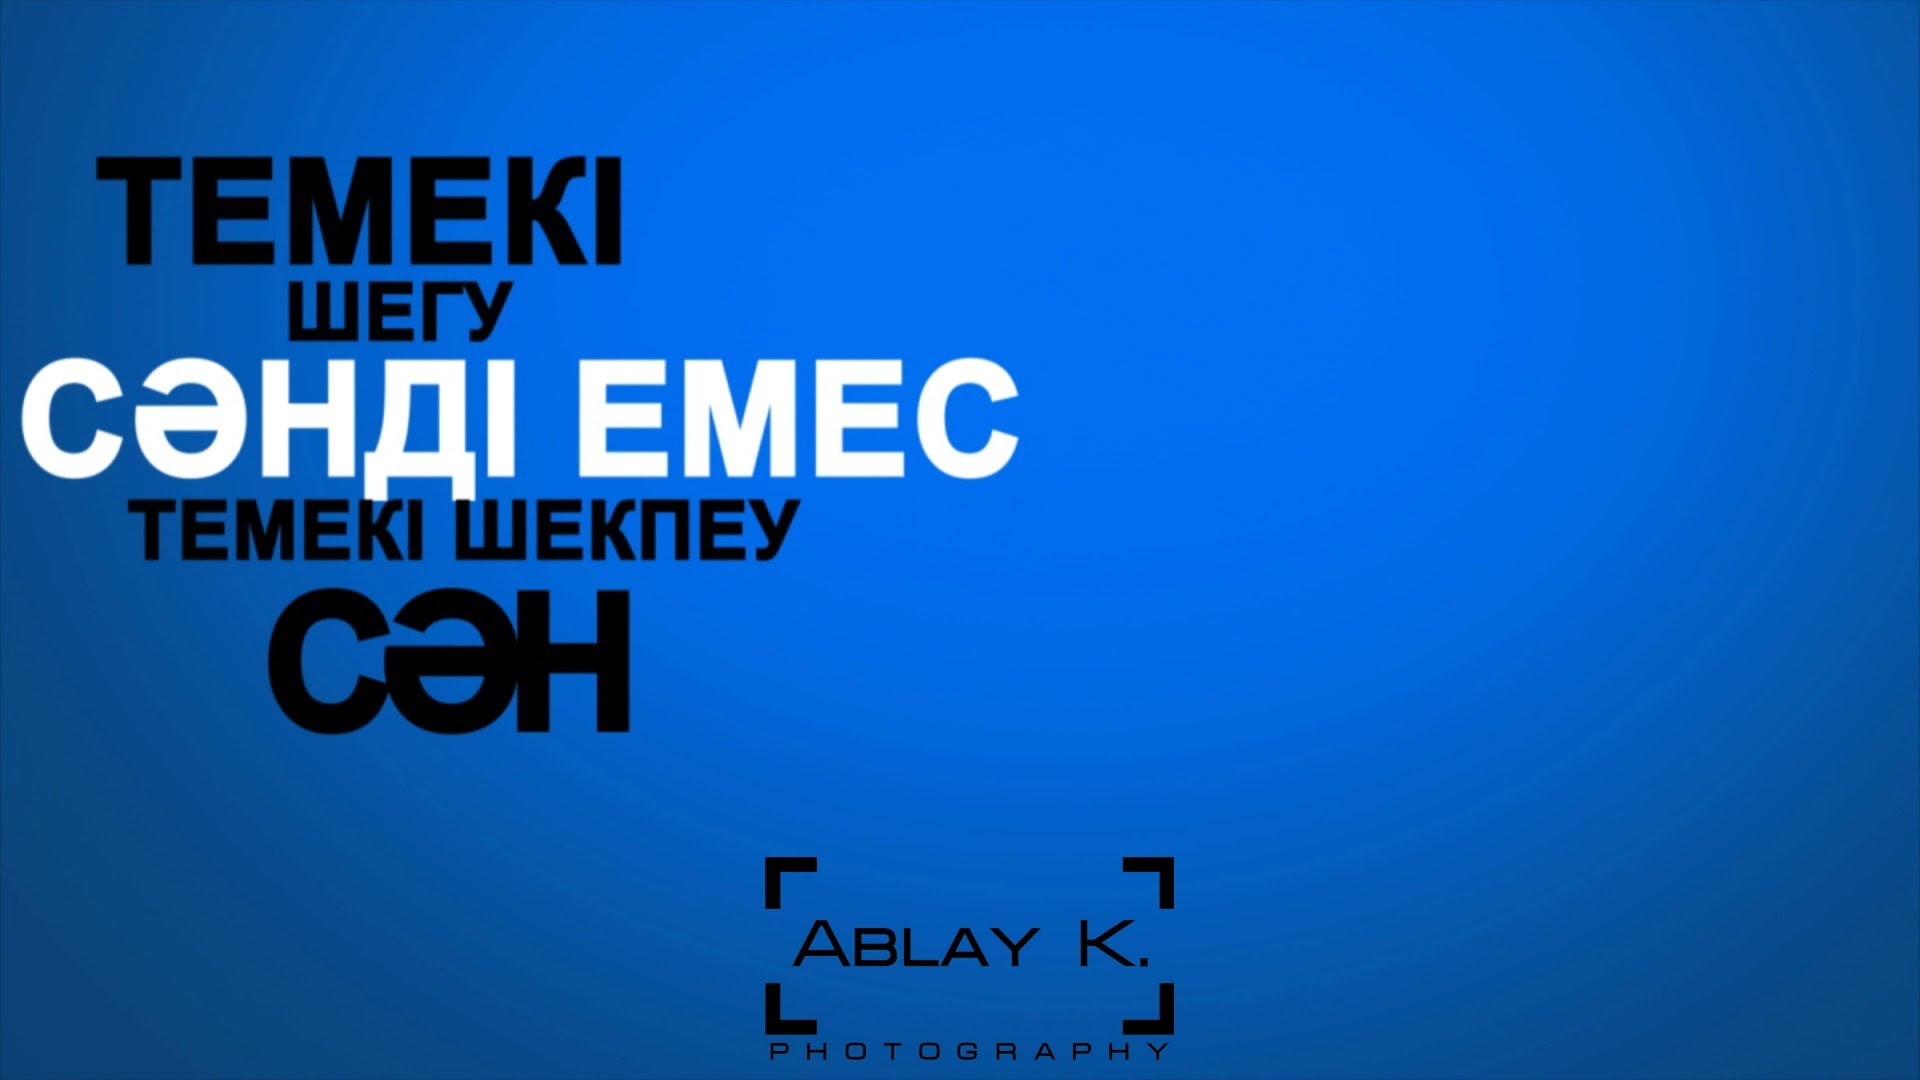 ТЕМЕКІ
ШЕГУ
СӘНДІ ЕМЕС
ТЕМЕКІ ШЕКПЕУ
СӘН
ABLAY K.
PHOTOGRAPHY